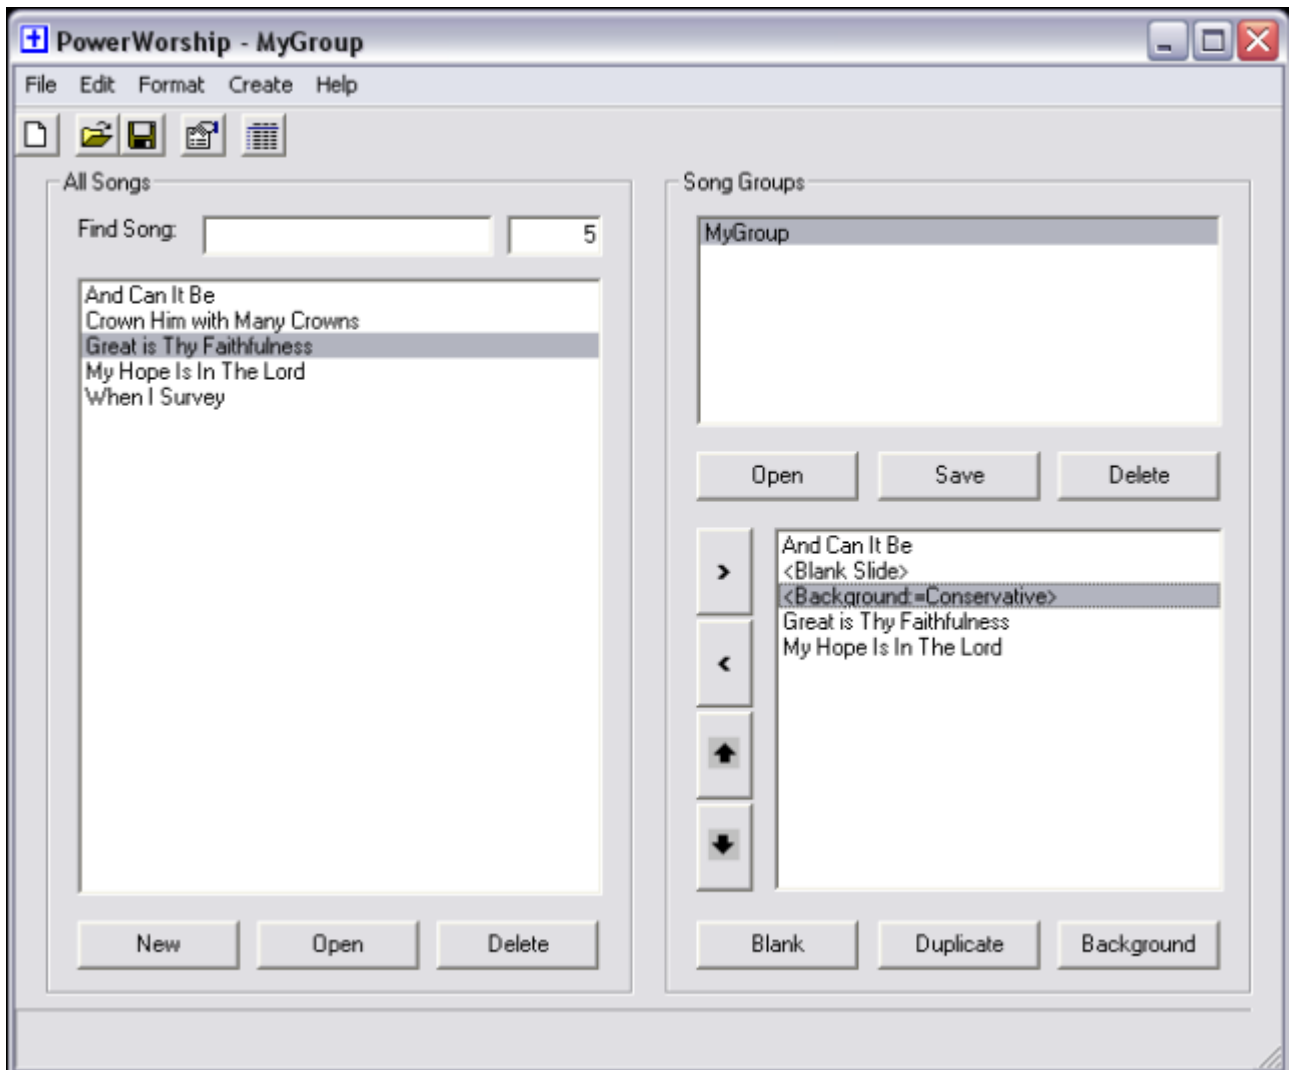 PowerWorship - MyGroup
File Edit Format Create Help
All Songs
Find Song:
5
And Can It Be
Crown Him with Many Crowns
Great is Thy Faithfulness
My Hope Is In The Lord
When I Survey
New Open Delete
Song Groups
MyGroup
Open Save Delete
>
<
And Can It Be
<Blank Slide>
<Background:=Conservative>
Great is Thy Faithfulness
My Hope Is In The Lord
Blank Duplicate Background